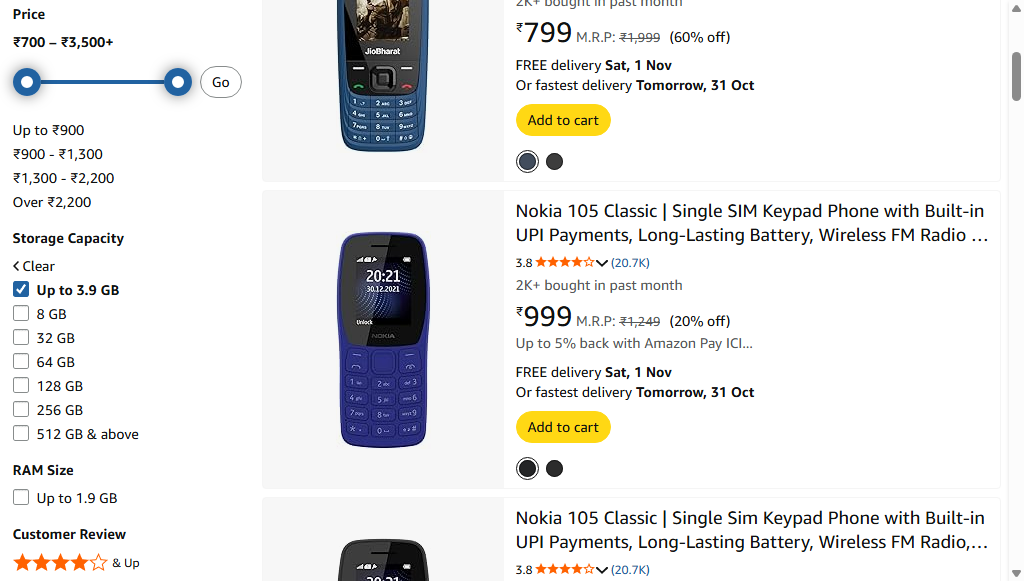 Price
₹700 – ₹3,500+
Go
Up to ₹900
₹900 - ₹1,300
₹1,300 - ₹2,200
Over ₹2,200
Storage Capacity
Clear
Up to 3.9 GB
8 GB
32 GB
64 GB
128 GB
256 GB
512 GB & above
RAM Size
Up to 1.9 GB
Customer Review
& Up
JioBharat
2K+ bought in past month
₹799 M.R.P: ₹1,999 (60% off)
FREE delivery Sat, 1 Nov
Or fastest delivery Tomorrow, 31 Oct
Add to cart
20:21
30.12.2021
Unlock
NOKIA
Nokia 105 Classic | Single SIM Keypad Phone with Built-in
UPI Payments, Long-Lasting Battery, Wireless FM Radio …
3.8 (20.7K)
2K+ bought in past month
₹999 M.R.P: ₹1,249 (20% off)
Up to 5% back with Amazon Pay ICI…
FREE delivery Sat, 1 Nov
Or fastest delivery Tomorrow, 31 Oct
Add to cart
Nokia 105 Classic | Single Sim Keypad Phone with Built-in
UPI Payments, Long-Lasting Battery, Wireless FM Radio,…
3.8 (20.7K)